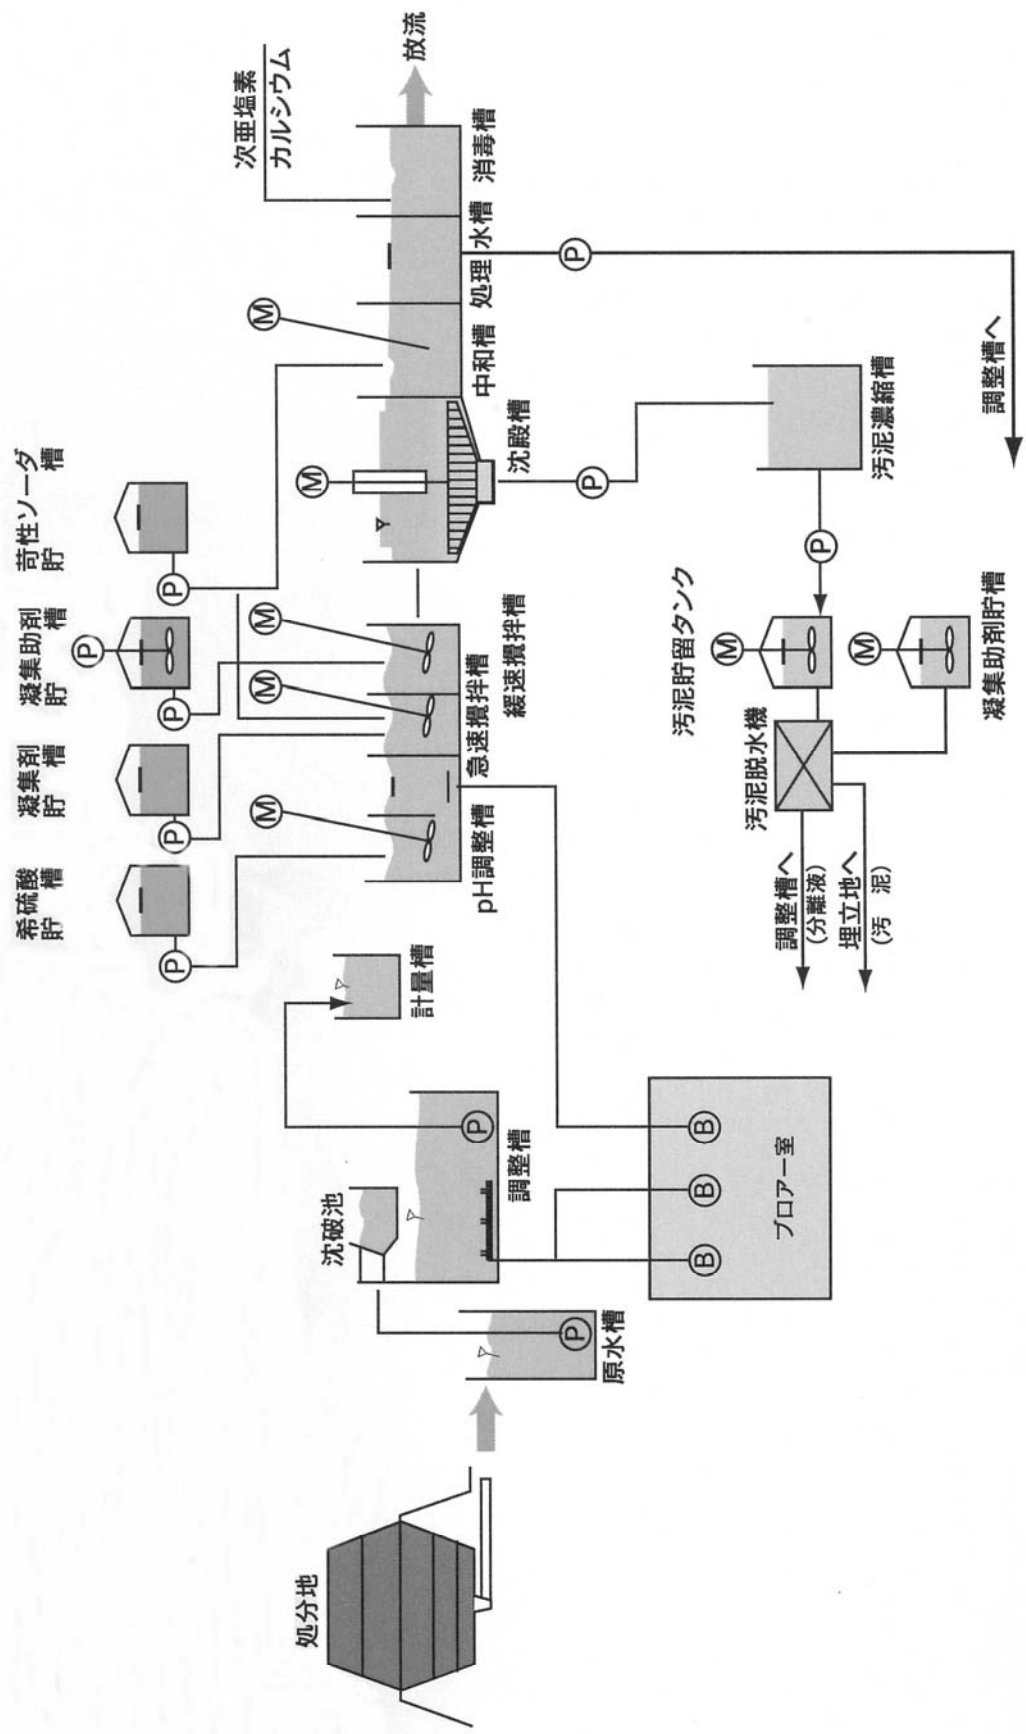 処分地
原水槽
P
沈破池
調整槽
P
計量槽
ブロアー室
B
B
B
希硫酸
貯 槽
P
凝集剤
貯 槽
P
凝集助剤
貯 槽
P
P
苛性ソーダ
貯 槽
P
M
M
M
pH調整槽
急速攪拌槽
緩速攪拌槽
M
沈殿槽
M
中和槽
処理水槽
消毒槽
次亜塩素
カルシウム
放流
P
調整槽へ
P
汚泥濃縮槽
P
汚泥貯留タンク
M
M
凝集助剤貯槽
汚泥脱水機
調整槽へ
(分離液)
埋立地へ
(汚 泥)